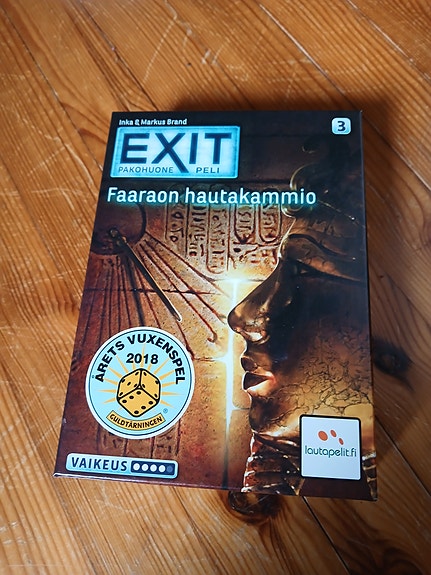 Inka & Markus Brand
3
EXIT
PAKOHUONE PELI
Faaraon hautakammio
ÅRETS VUXENSPEL
2018
GULDTÄRNINGEN
®
lautapelit.fi
VAIKEUS